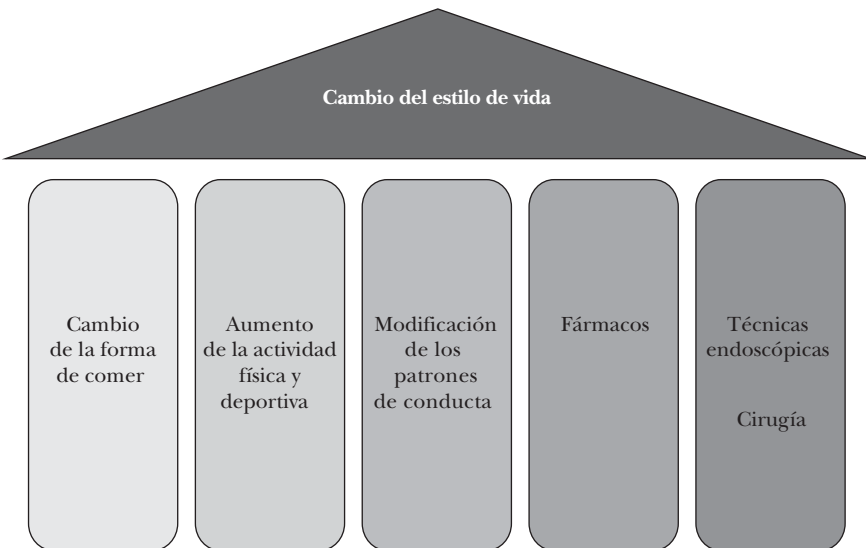 Cambio del estilo de vida
Cambio
de la forma
de comer
Aumento
de la actividad
física y
deportiva
Modificación
de los
patrones
de conducta
Fármacos
Técnicas
endoscópicas
Cirugía